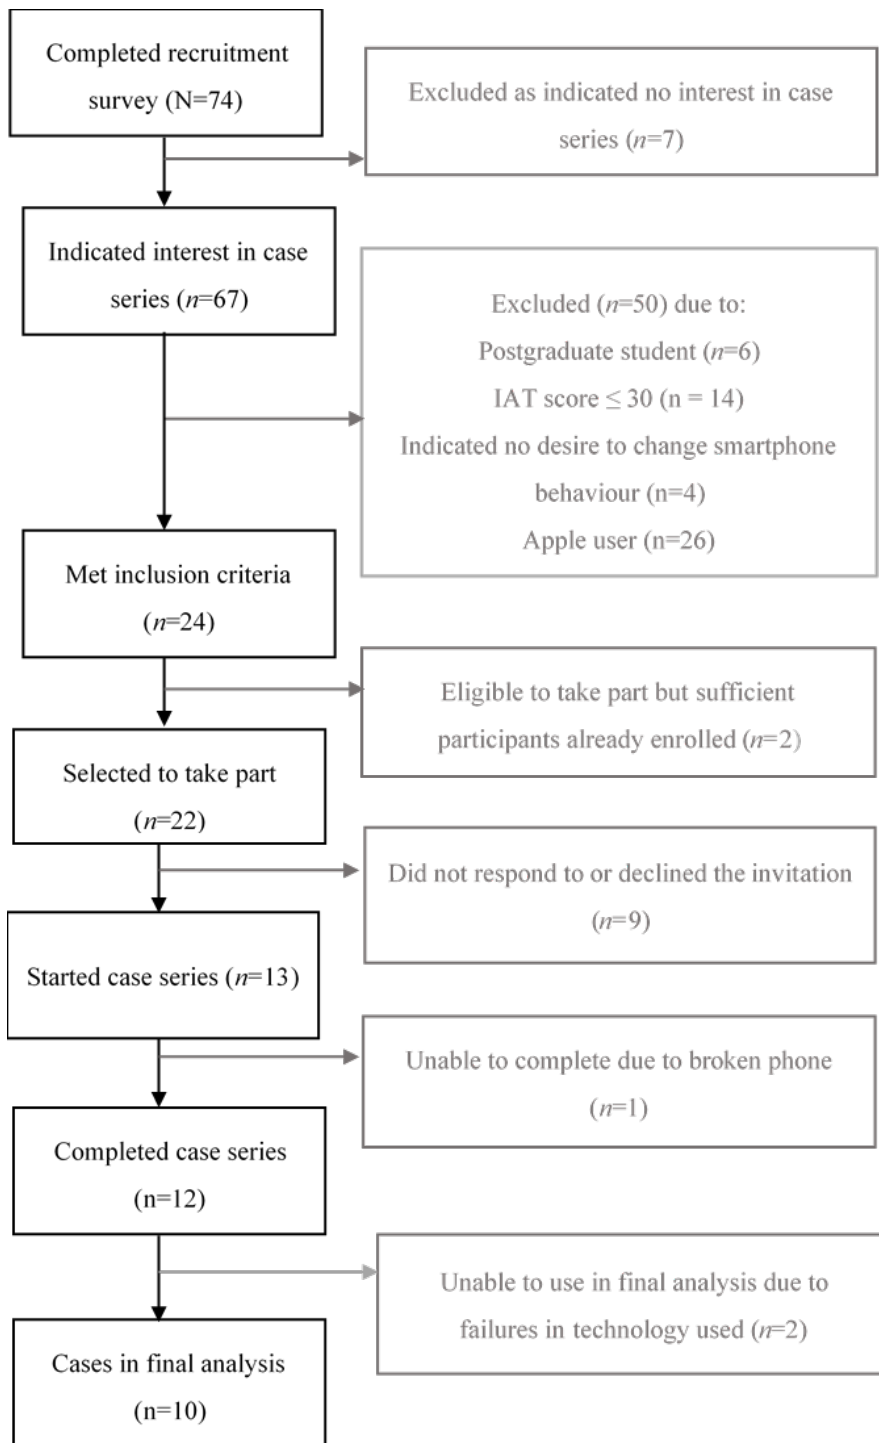 Completed recruitment
survey (N=74)
Excluded as indicated no interest in case
series (n=7)
Indicated interest in case
series (n=67)
Excluded (n=50) due to:
Postgraduate student (n=6)
IAT score ≤ 30 (n = 14)
Indicated no desire to change smartphone
behaviour (n=4)
Apple user (n=26)
Met inclusion criteria
(n=24)
Eligible to take part but sufficient
participants already enrolled (n=2)
Selected to take part
(n=22)
Did not respond to or declined the invitation
(n=9)
Started case series (n=13)
Unable to complete due to broken phone
(n=1)
Completed case series
(n=12)
Unable to use in final analysis due to
failures in technology used (n=2)
Cases in final analysis
(n=10)